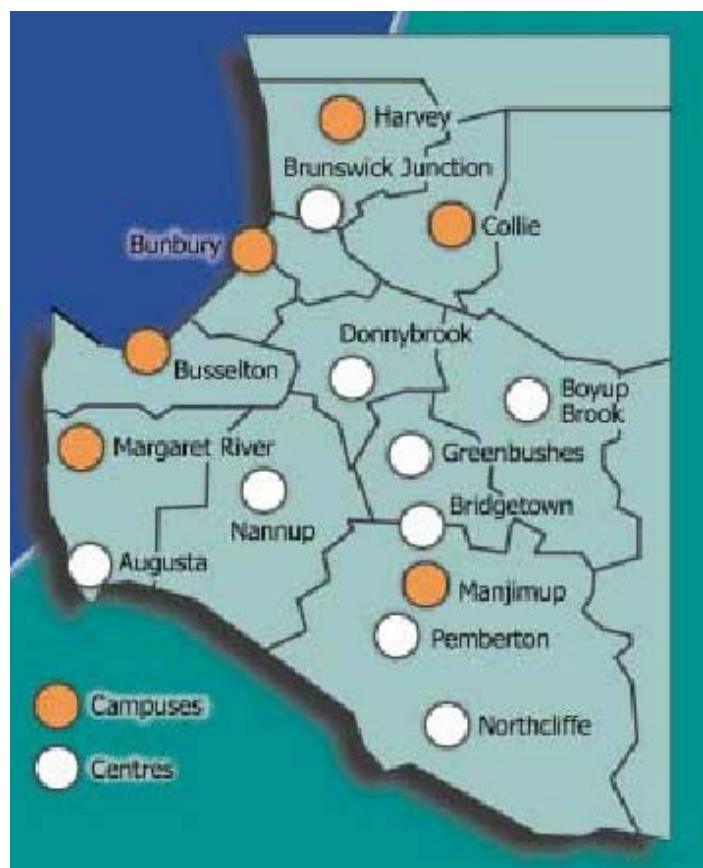 Harvey
Brunswick Junction
Collie
Bunbury
Donnybrook
Busselton
Boyup
Brook
Margaret River
Greenbushes
Bridgetown
Nannup
Augusta
Manjimup
Pemberton
Campuses
Northcliffe
Centres